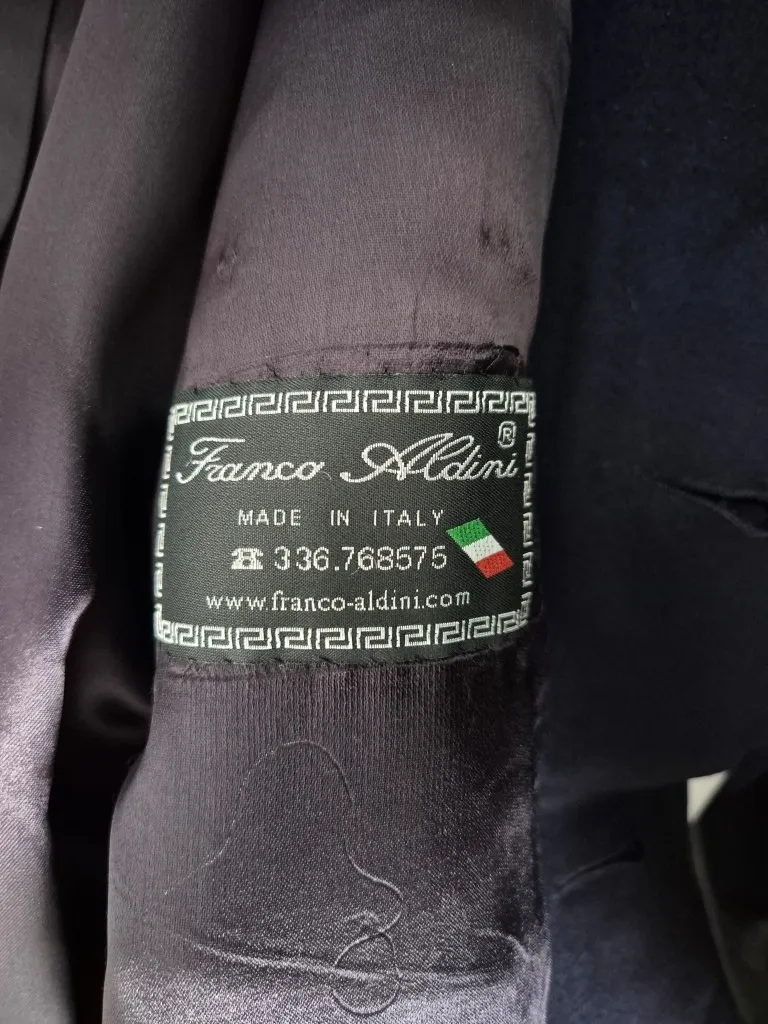 Franco Aldini ®
MADE IN ITALY
☎ 336.768575
www.franco-aldini.com